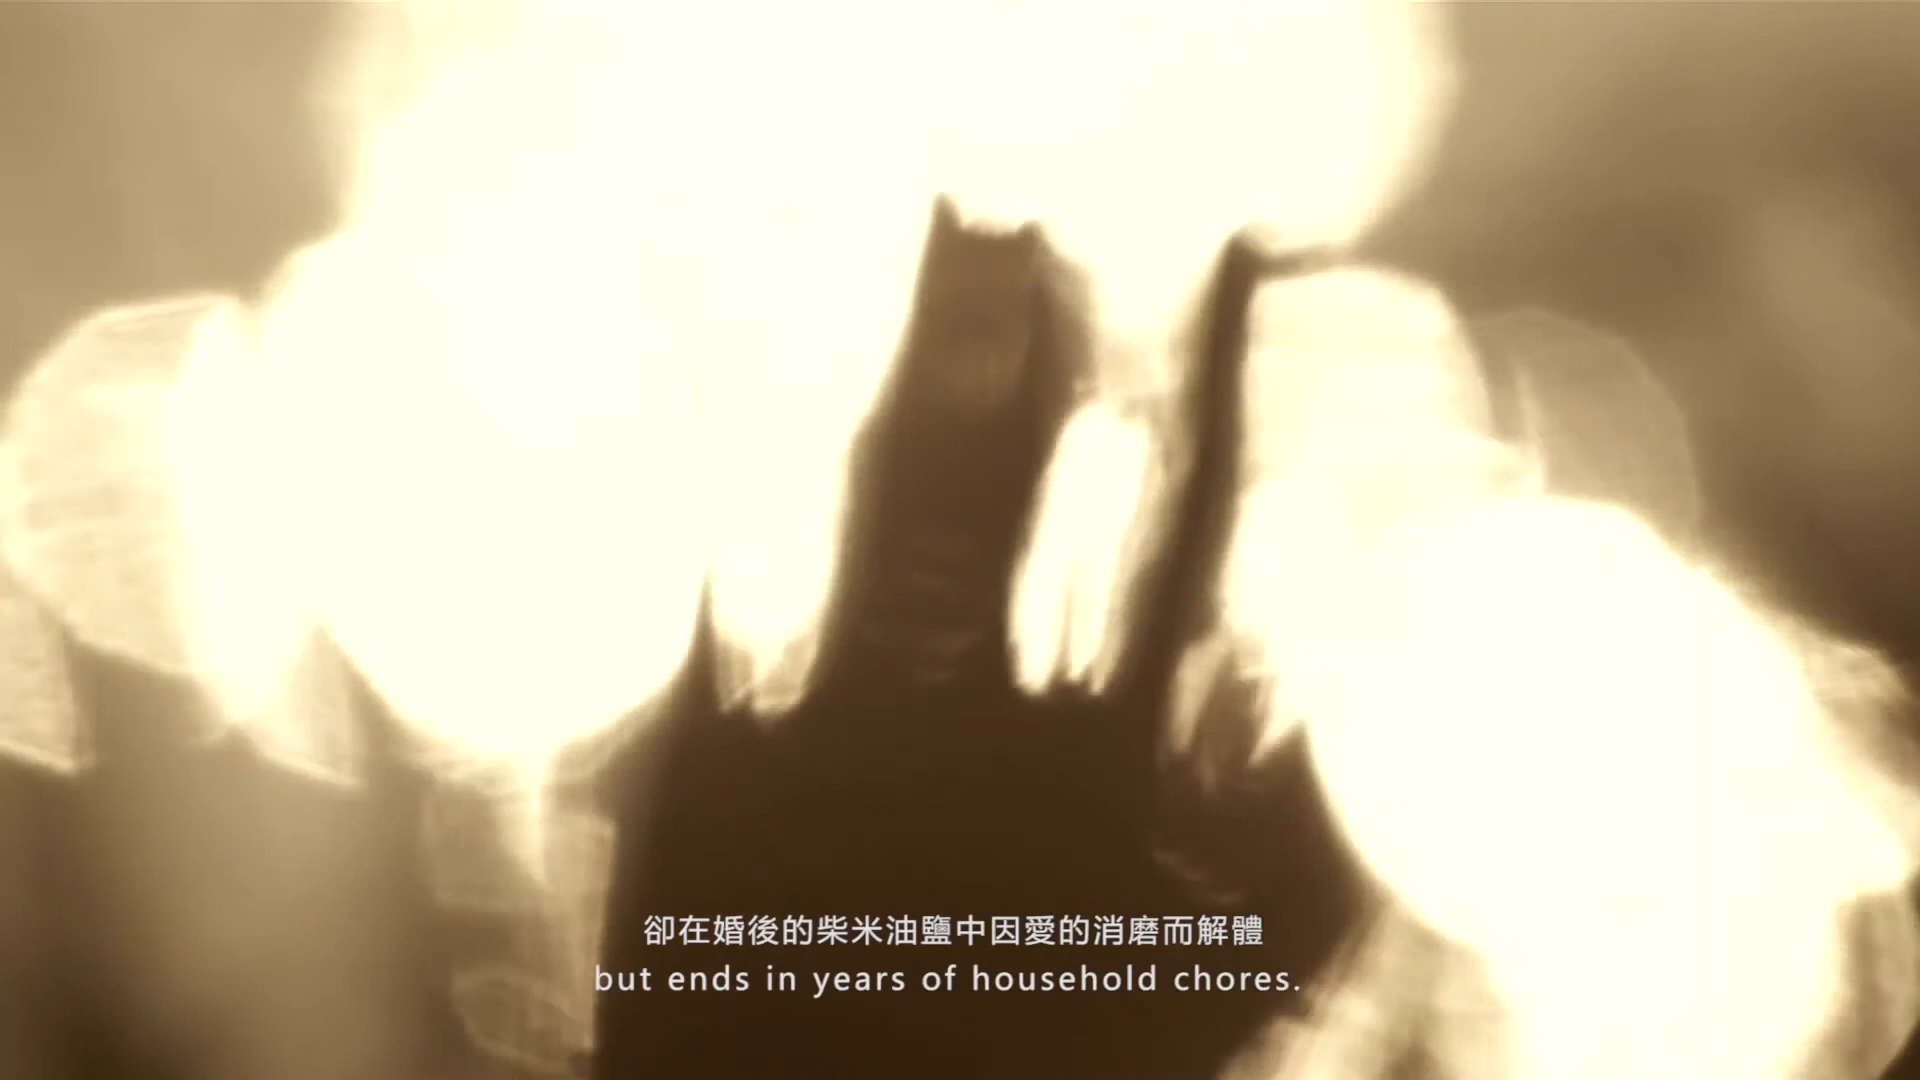 卻在婚後的柴米油鹽中因愛的消磨而解體
but ends in years of household chores.